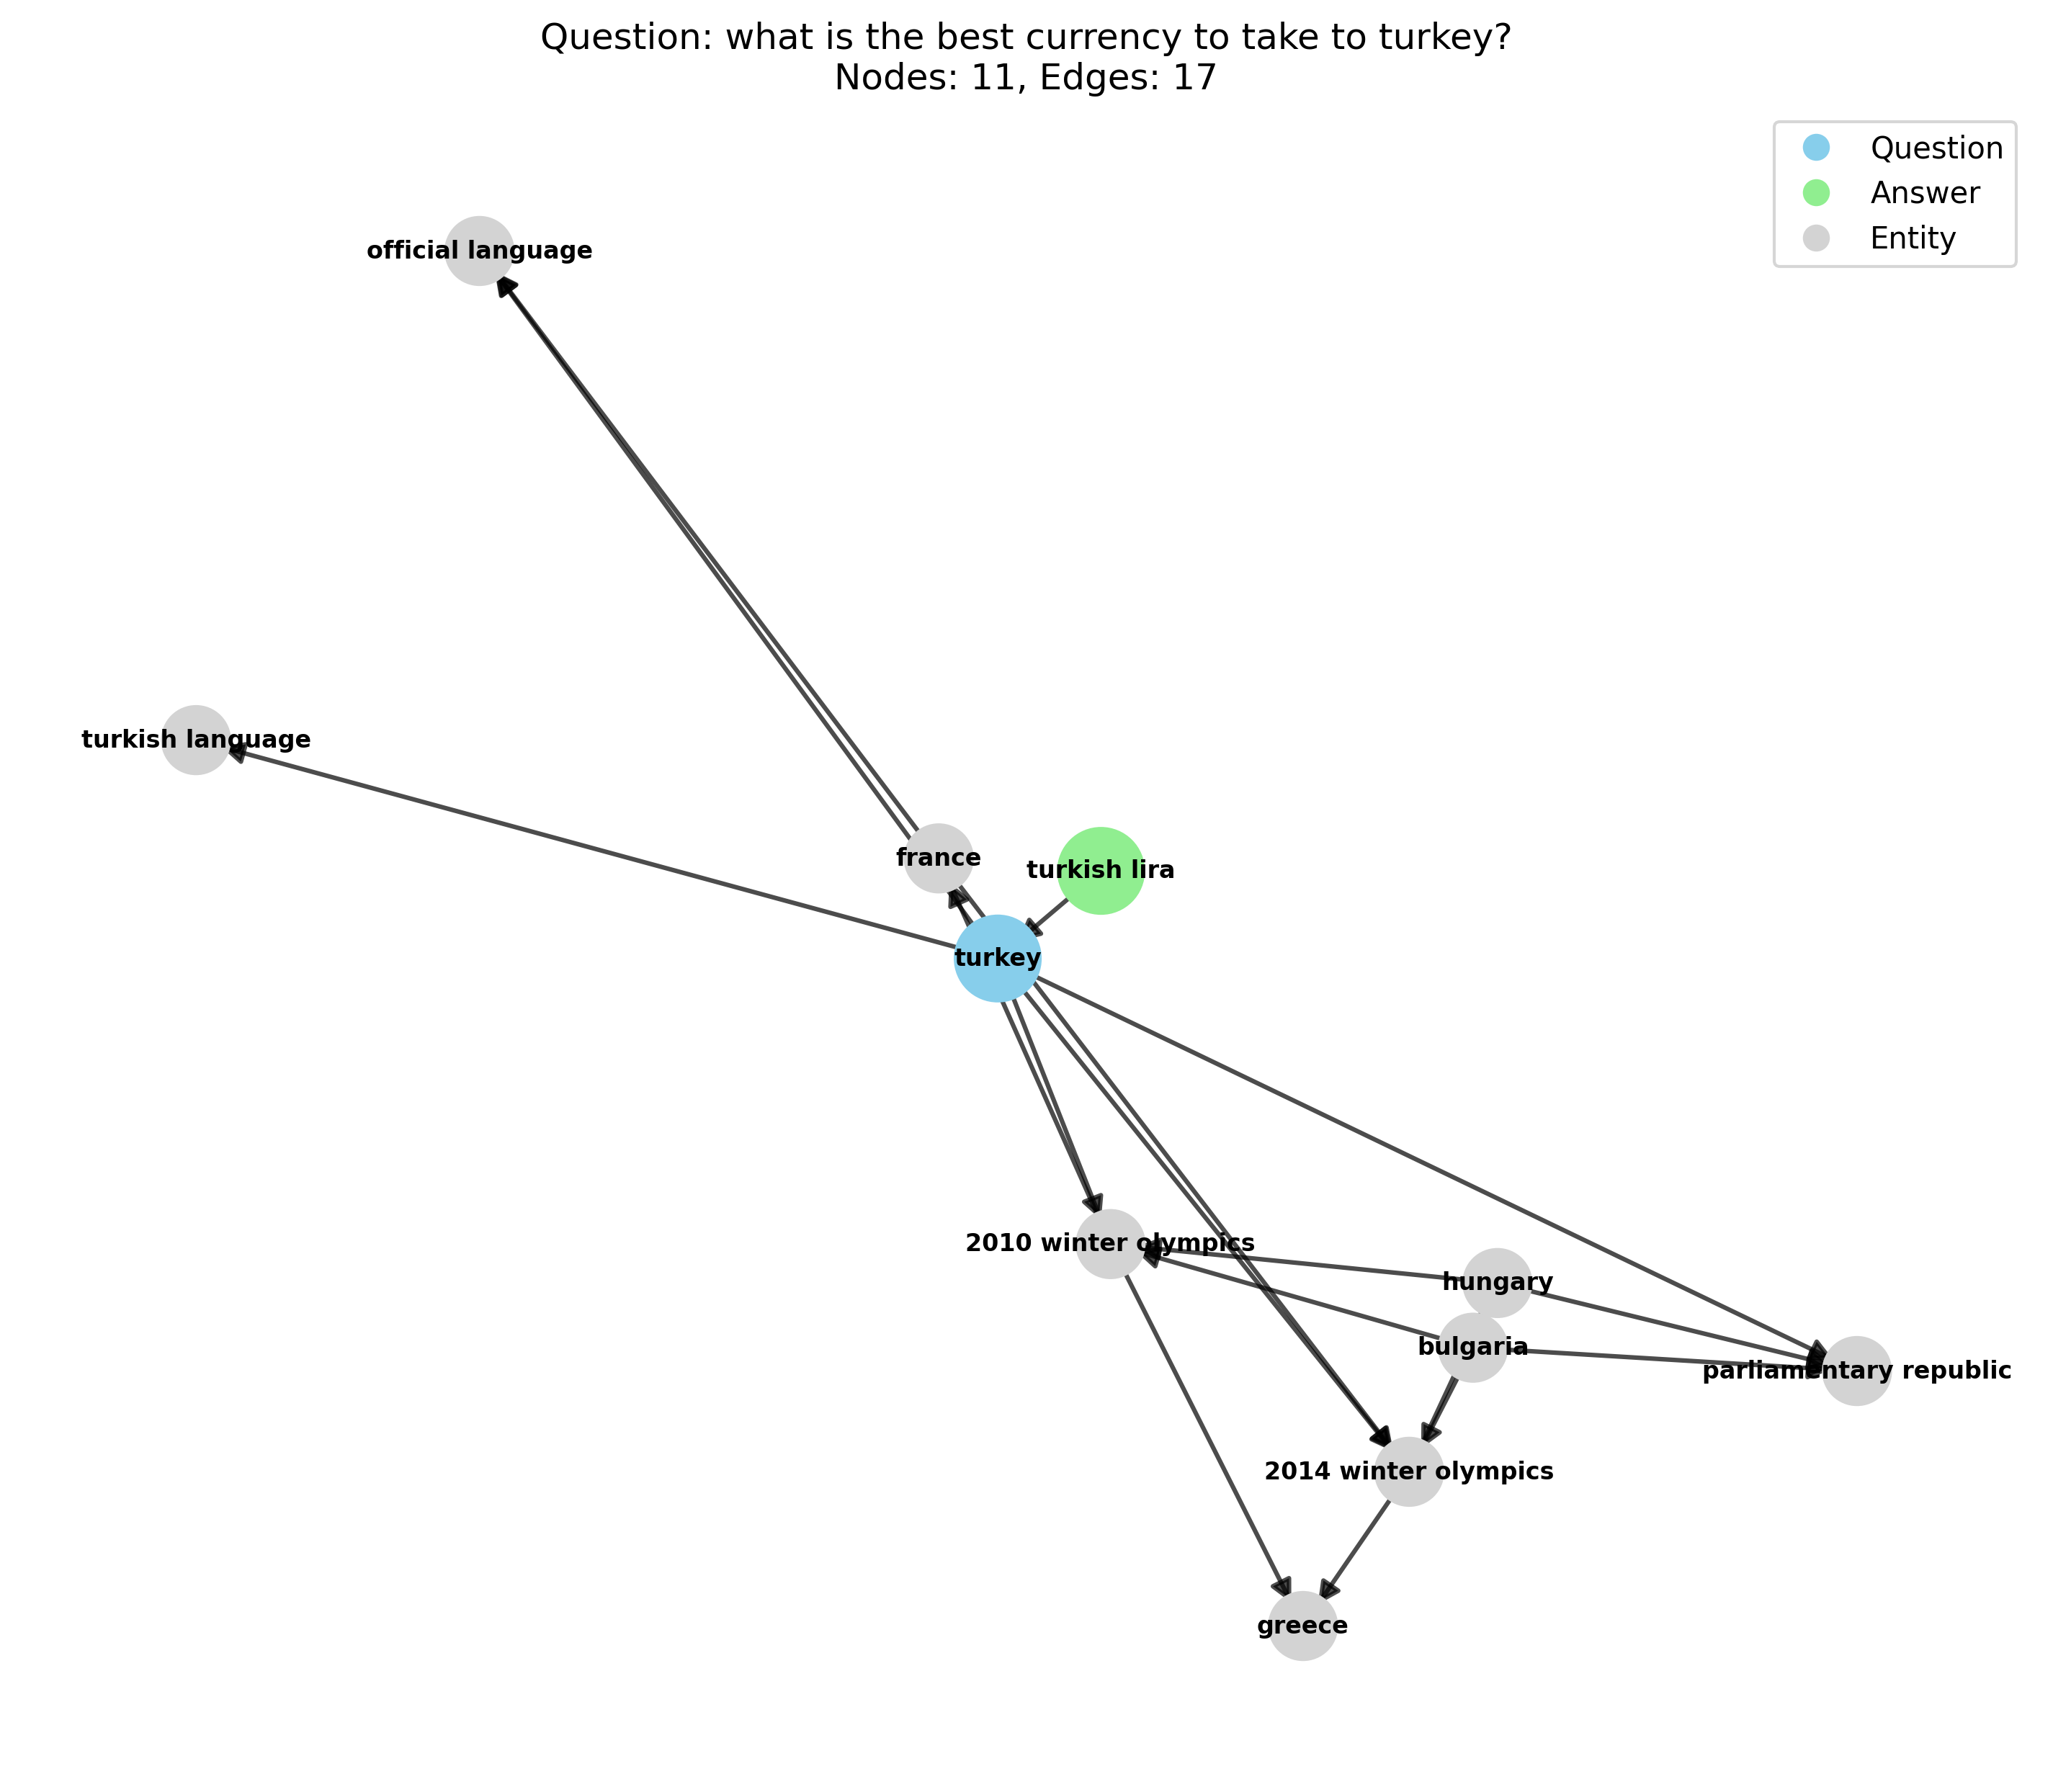 Question: what is the best currency to take to turkey?
Nodes: 11, Edges: 17
Question
Answer
Entity
official language
turkish language
france
turkish lira
turkey
2010 winter olympics
hungary
bulgaria
parliamentary republic
2014 winter olympics
greece